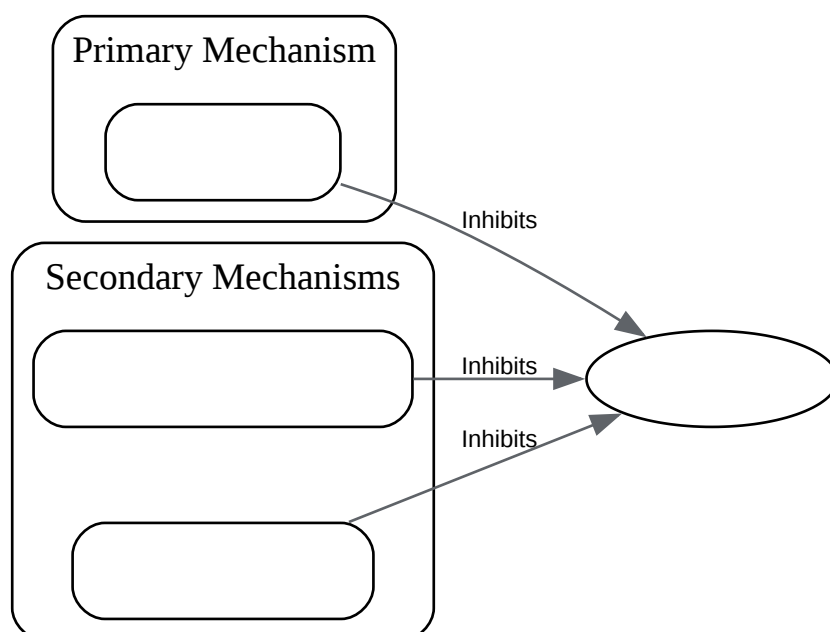 Primary Mechanism
Inhibits
Secondary Mechanisms
Inhibits
Inhibits